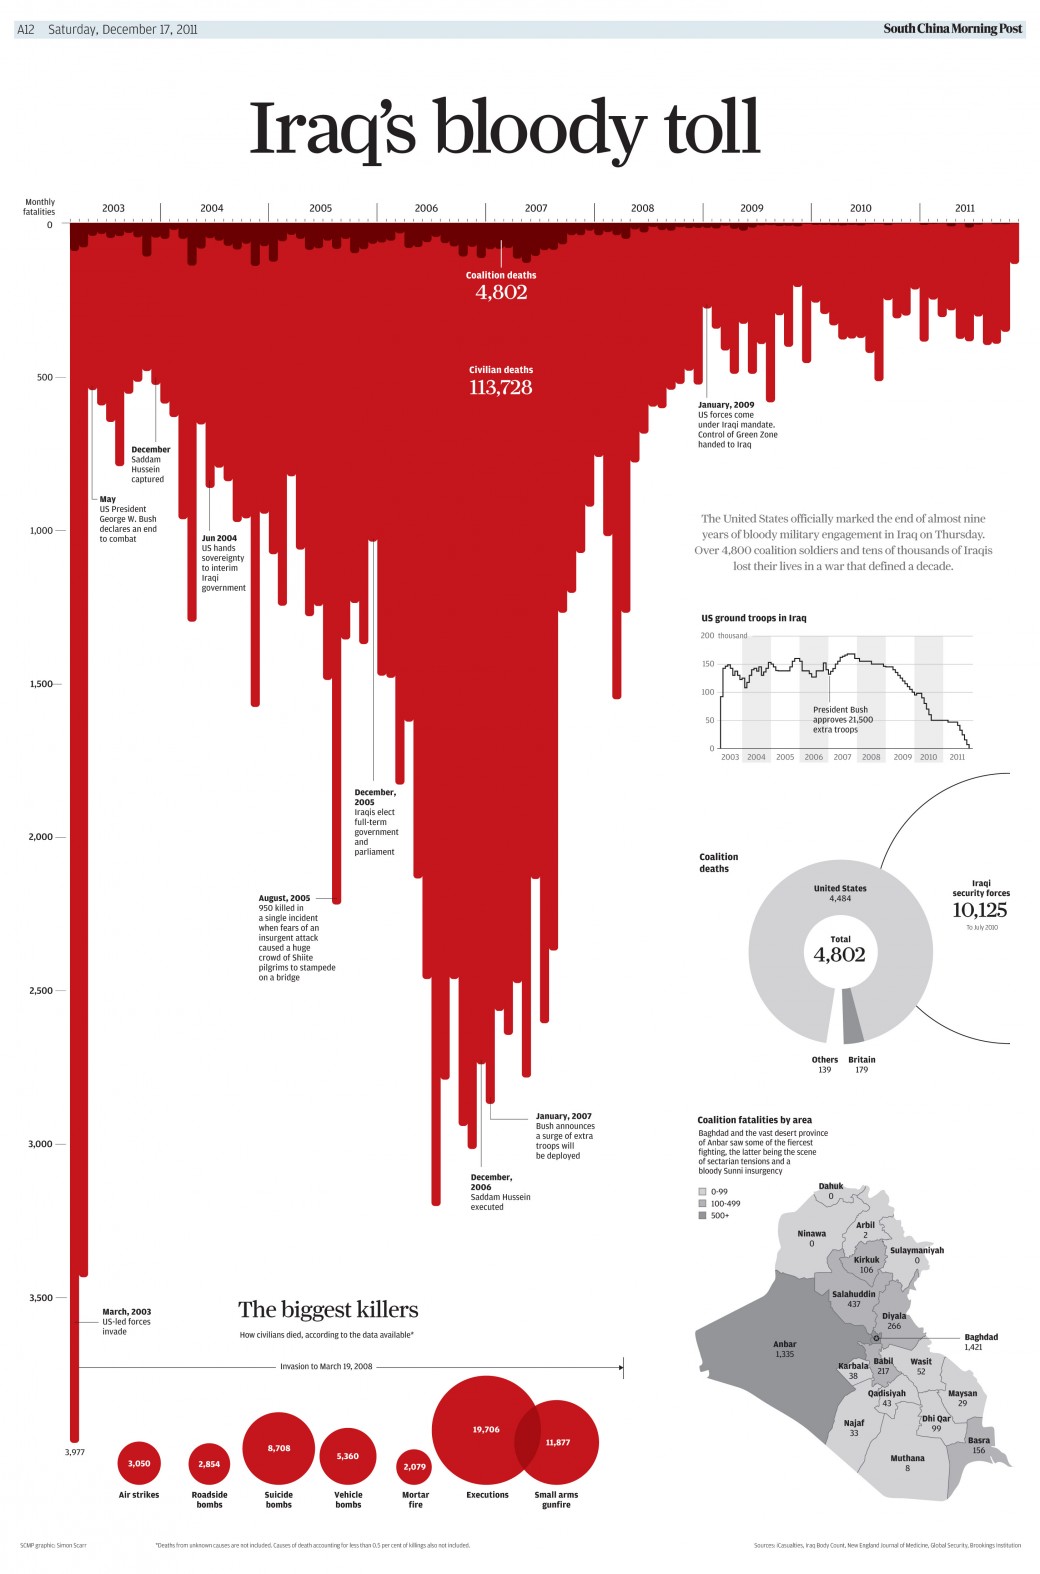 A12 Saturday, December 17, 2011
South China Morning Post
Iraq's bloody toll
Monthly
fatalities
2003 2004 2005 2006 2007 2008 2009 2010 2011
0
500
1,000
1,500
2,000
2,500
3,000
3,500
3,977
Coalition deaths
4,802
Civilian deaths
113,728
May
US President
George W. Bush
declares an end
to combat
December
Saddam
Hussein
captured
Jun 2004
US hands
sovereignty
to interim
Iraqi
government
August, 2005
950 killed in
a single incident
when fears of an
insurgent attack
caused a huge
crowd of Shiite
pilgrims to stampede
on a bridge
December,
2005
Iraqis elect
full-term
government
and
parliament
December,
2006
Saddam Hussein
executed
January, 2007
Bush announces
a surge of extra
troops will
be deployed
January, 2009
US forces come
under Iraqi mandate.
Control of Green Zone
handed to Iraq
March, 2003
US-led forces
invade
The United States officially marked the end of almost nine
years of bloody military engagement in Iraq on Thursday.
Over 4,800 coalition soldiers and tens of thousands of Iraqis
lost their lives in a war that defined a decade.
US ground troops in Iraq
200 thousand
150
100
50
0
President Bush
approves 21,500
extra troops
2003 2004 2005 2006 2007 2008 2009 2010 2011
Coalition
deaths
United States
4,484
Total
4,802
Others
139
Britain
179
Iraqi
security forces
10,125
To July 2010
Coalition fatalities by area
Baghdad and the vast desert province
of Anbar saw some of the fiercest
fighting, the latter being the scene
of sectarian tensions and a
bloody Sunni insurgency
0-99
100-499
500+
Dahuk
0
Ninawa
0
Arbil
2
Sulaymaniyah
0
Kirkuk
106
Salahuddin
437
Diyala
266
Baghdad
1,421
Anbar
1,335
Karbala
38
Babil
217
Wasit
52
Qadisiyah
43
Maysan
29
Najaf
33
Dhi Qar
99
Basra
156
Muthana
8
The biggest killers
How civilians died, according to the data available*
Invasion to March 19, 2008
3,050
Air strikes
2,854
Roadside
bombs
8,708
Suicide
bombs
5,360
Vehicle
bombs
2,079
Mortar
fire
19,706
Executions
11,877
Small arms
gunfire
SCMP graphic: Simon Scarr
*Deaths from unknown causes are not included. Causes of death accounting for less than 0.5 per cent of killings also not included.
Sources: iCasualties, Iraq Body Count, New England Journal of Medicine, Global Security, Brookings Institution